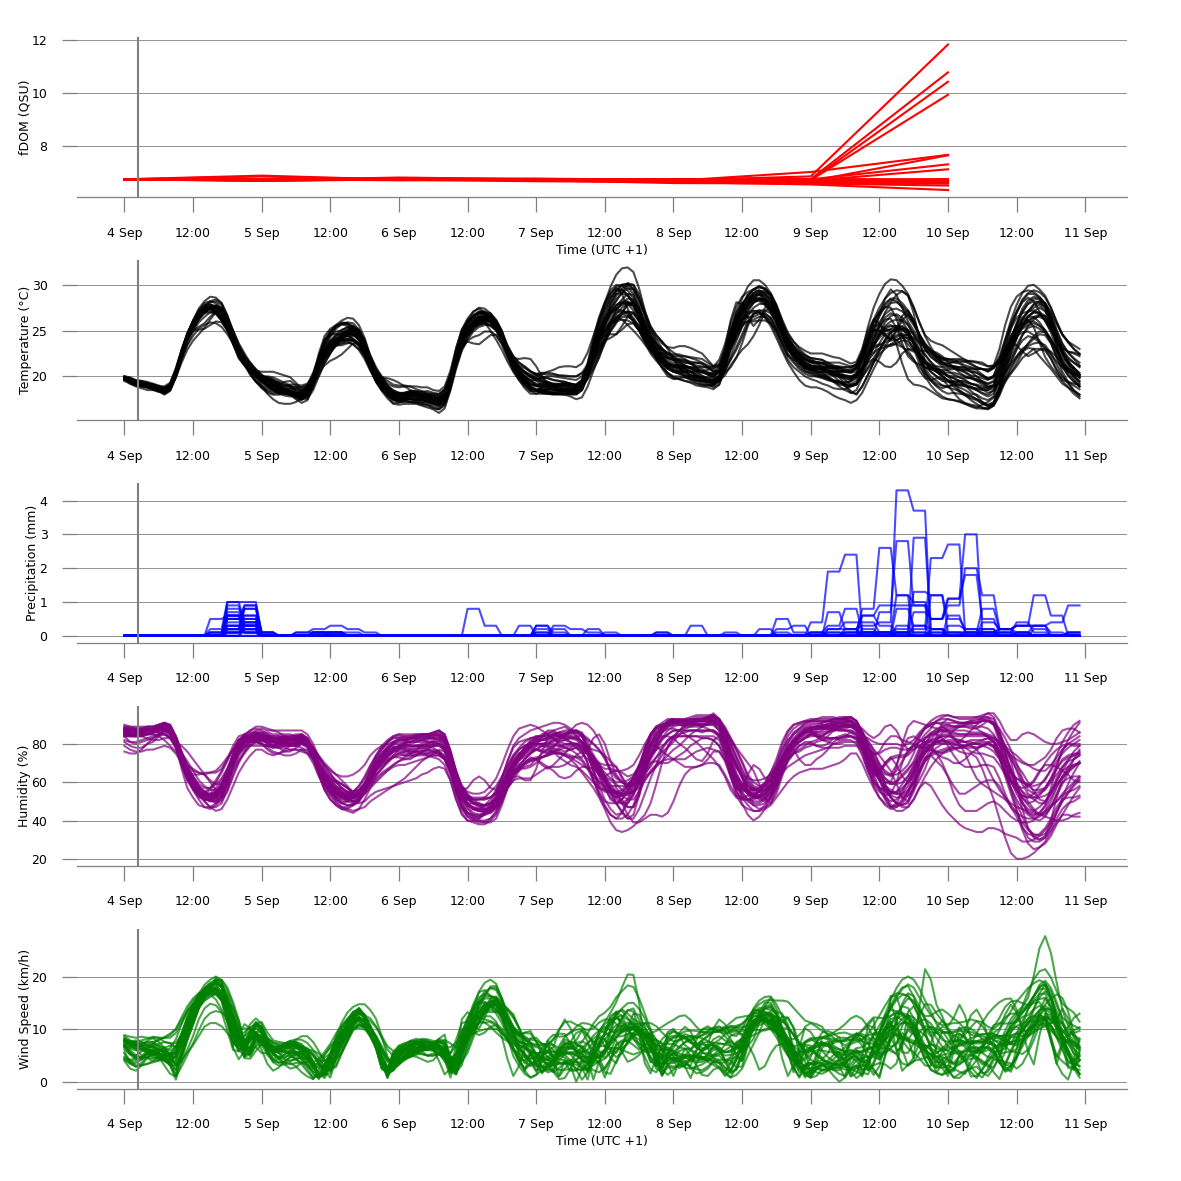 12
10
8
fDOM (QSU)
4 Sep 12:00 5 Sep 12:00 6 Sep 12:00 7 Sep 12:00 8 Sep 12:00 9 Sep 12:00 10 Sep 12:00 11 Sep
Time (UTC +1)
30
25
20
Temperature (°C)
4 Sep 12:00 5 Sep 12:00 6 Sep 12:00 7 Sep 12:00 8 Sep 12:00 9 Sep 12:00 10 Sep 12:00 11 Sep
4
3
2
1
0
Precipitation (mm)
4 Sep 12:00 5 Sep 12:00 6 Sep 12:00 7 Sep 12:00 8 Sep 12:00 9 Sep 12:00 10 Sep 12:00 11 Sep
80
60
40
20
Humidity (%)
4 Sep 12:00 5 Sep 12:00 6 Sep 12:00 7 Sep 12:00 8 Sep 12:00 9 Sep 12:00 10 Sep 12:00 11 Sep
20
10
0
Wind Speed (km/h)
4 Sep 12:00 5 Sep 12:00 6 Sep 12:00 7 Sep 12:00 8 Sep 12:00 9 Sep 12:00 10 Sep 12:00 11 Sep
Time (UTC +1)